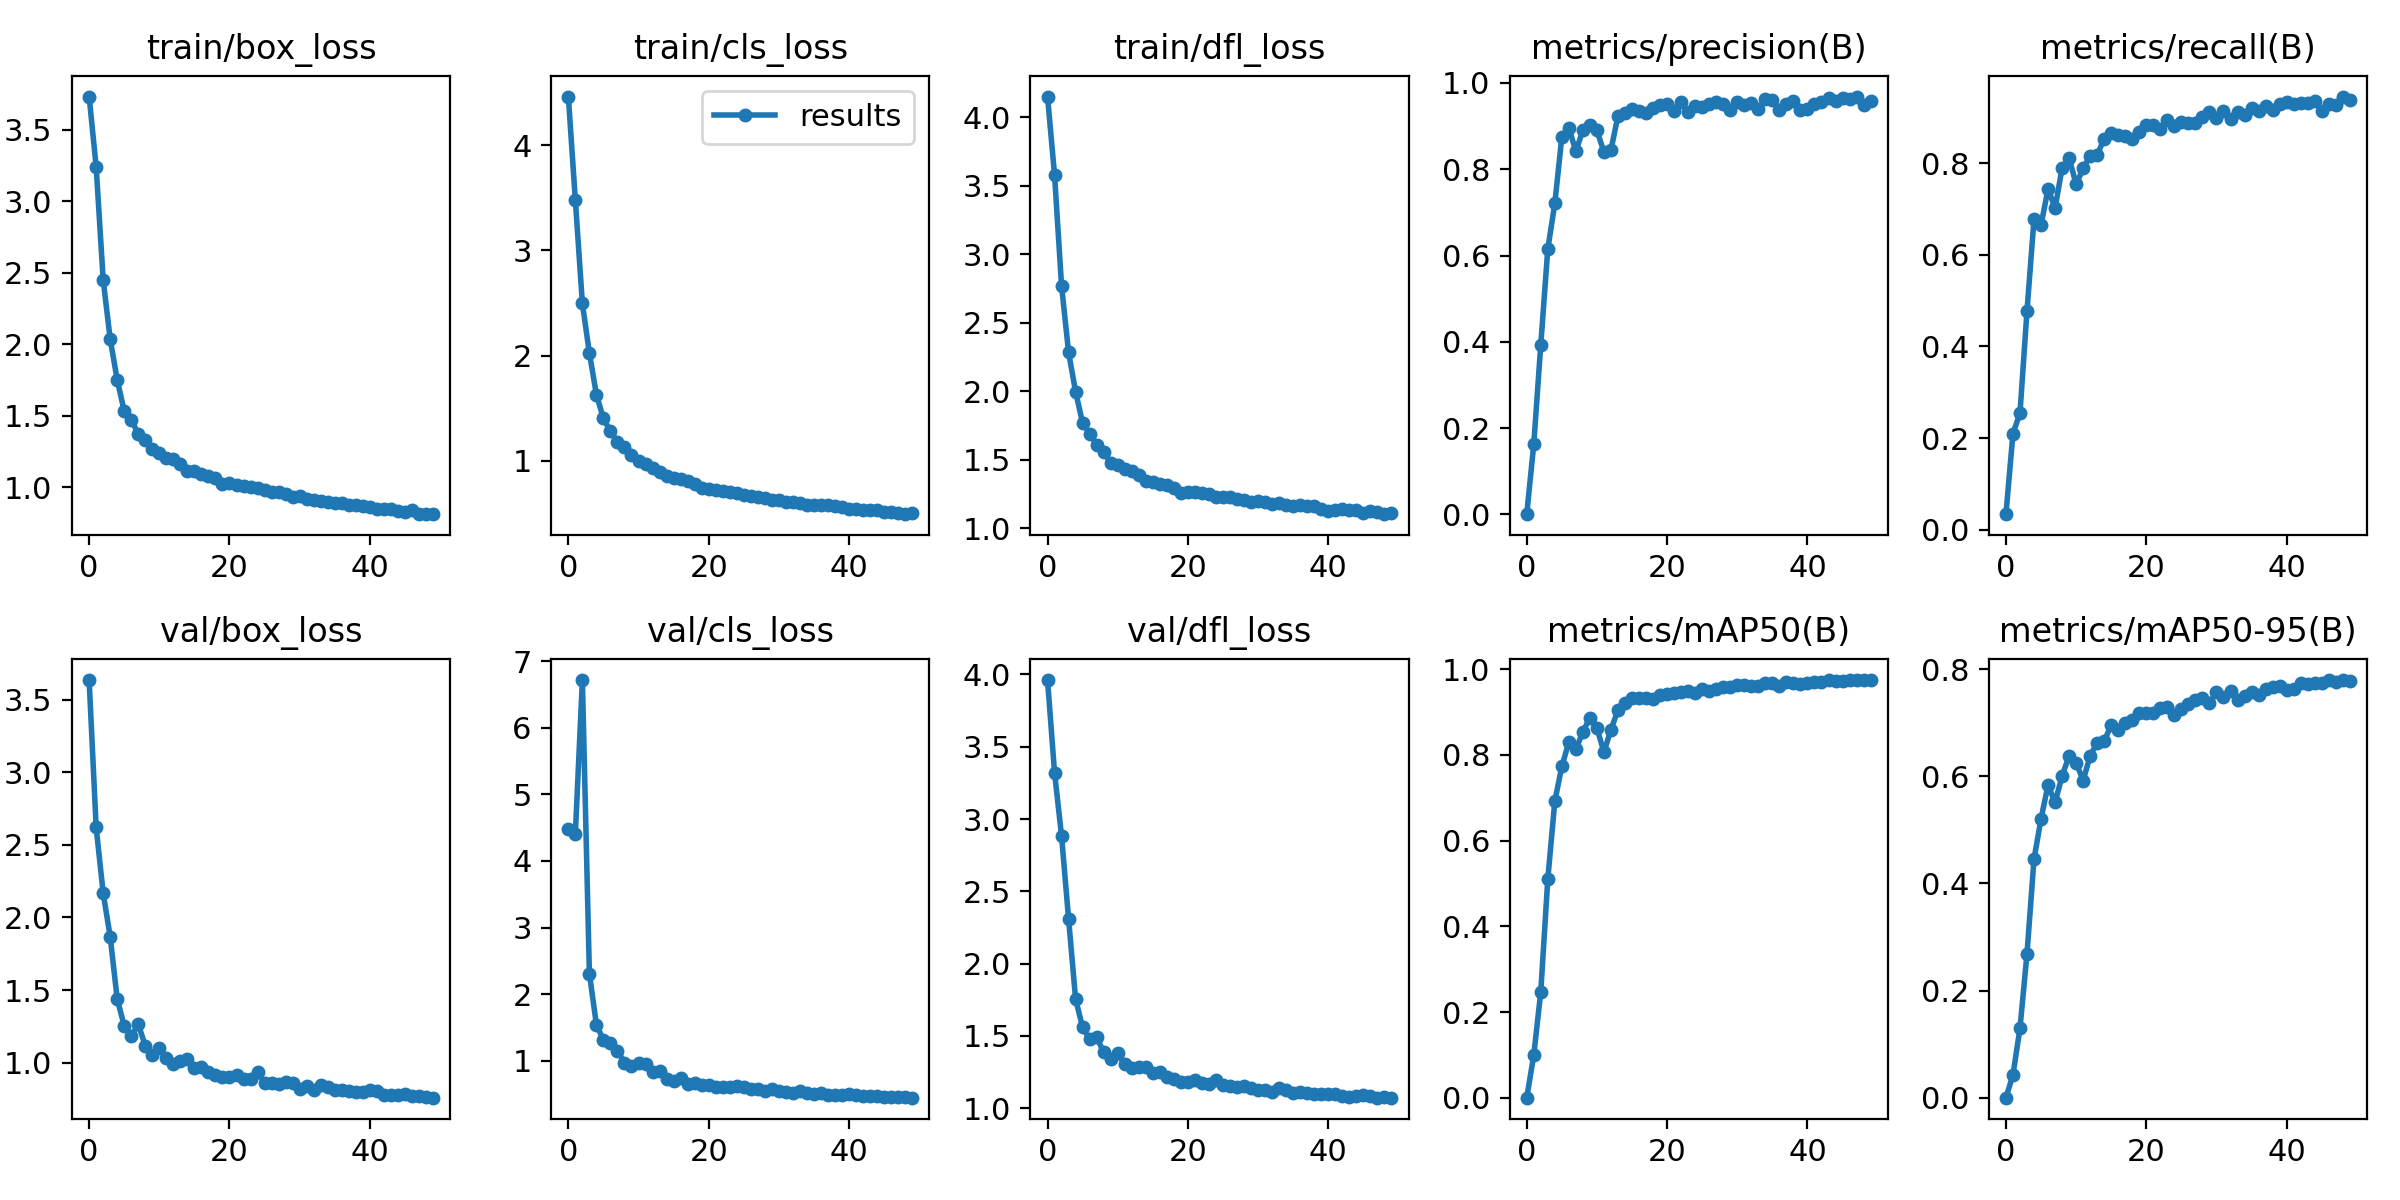 train/box_loss
3.5
3.0
2.5
2.0
1.5
1.0
0 20 40
train/cls_loss
results
4
3
2
1
0 20 40
train/dfl_loss
4.0
3.5
3.0
2.5
2.0
1.5
1.0
0 20 40
metrics/precision(B)
1.0
0.8
0.6
0.4
0.2
0.0
0 20 40
metrics/recall(B)
0.8
0.6
0.4
0.2
0.0
0 20 40
val/box_loss
3.5
3.0
2.5
2.0
1.5
1.0
0 20 40
val/cls_loss
7
6
5
4
3
2
1
0 20 40
val/dfl_loss
4.0
3.5
3.0
2.5
2.0
1.5
1.0
0 20 40
metrics/mAP50(B)
1.0
0.8
0.6
0.4
0.2
0.0
0 20 40
metrics/mAP50-95(B)
0.8
0.6
0.4
0.2
0.0
0 20 40